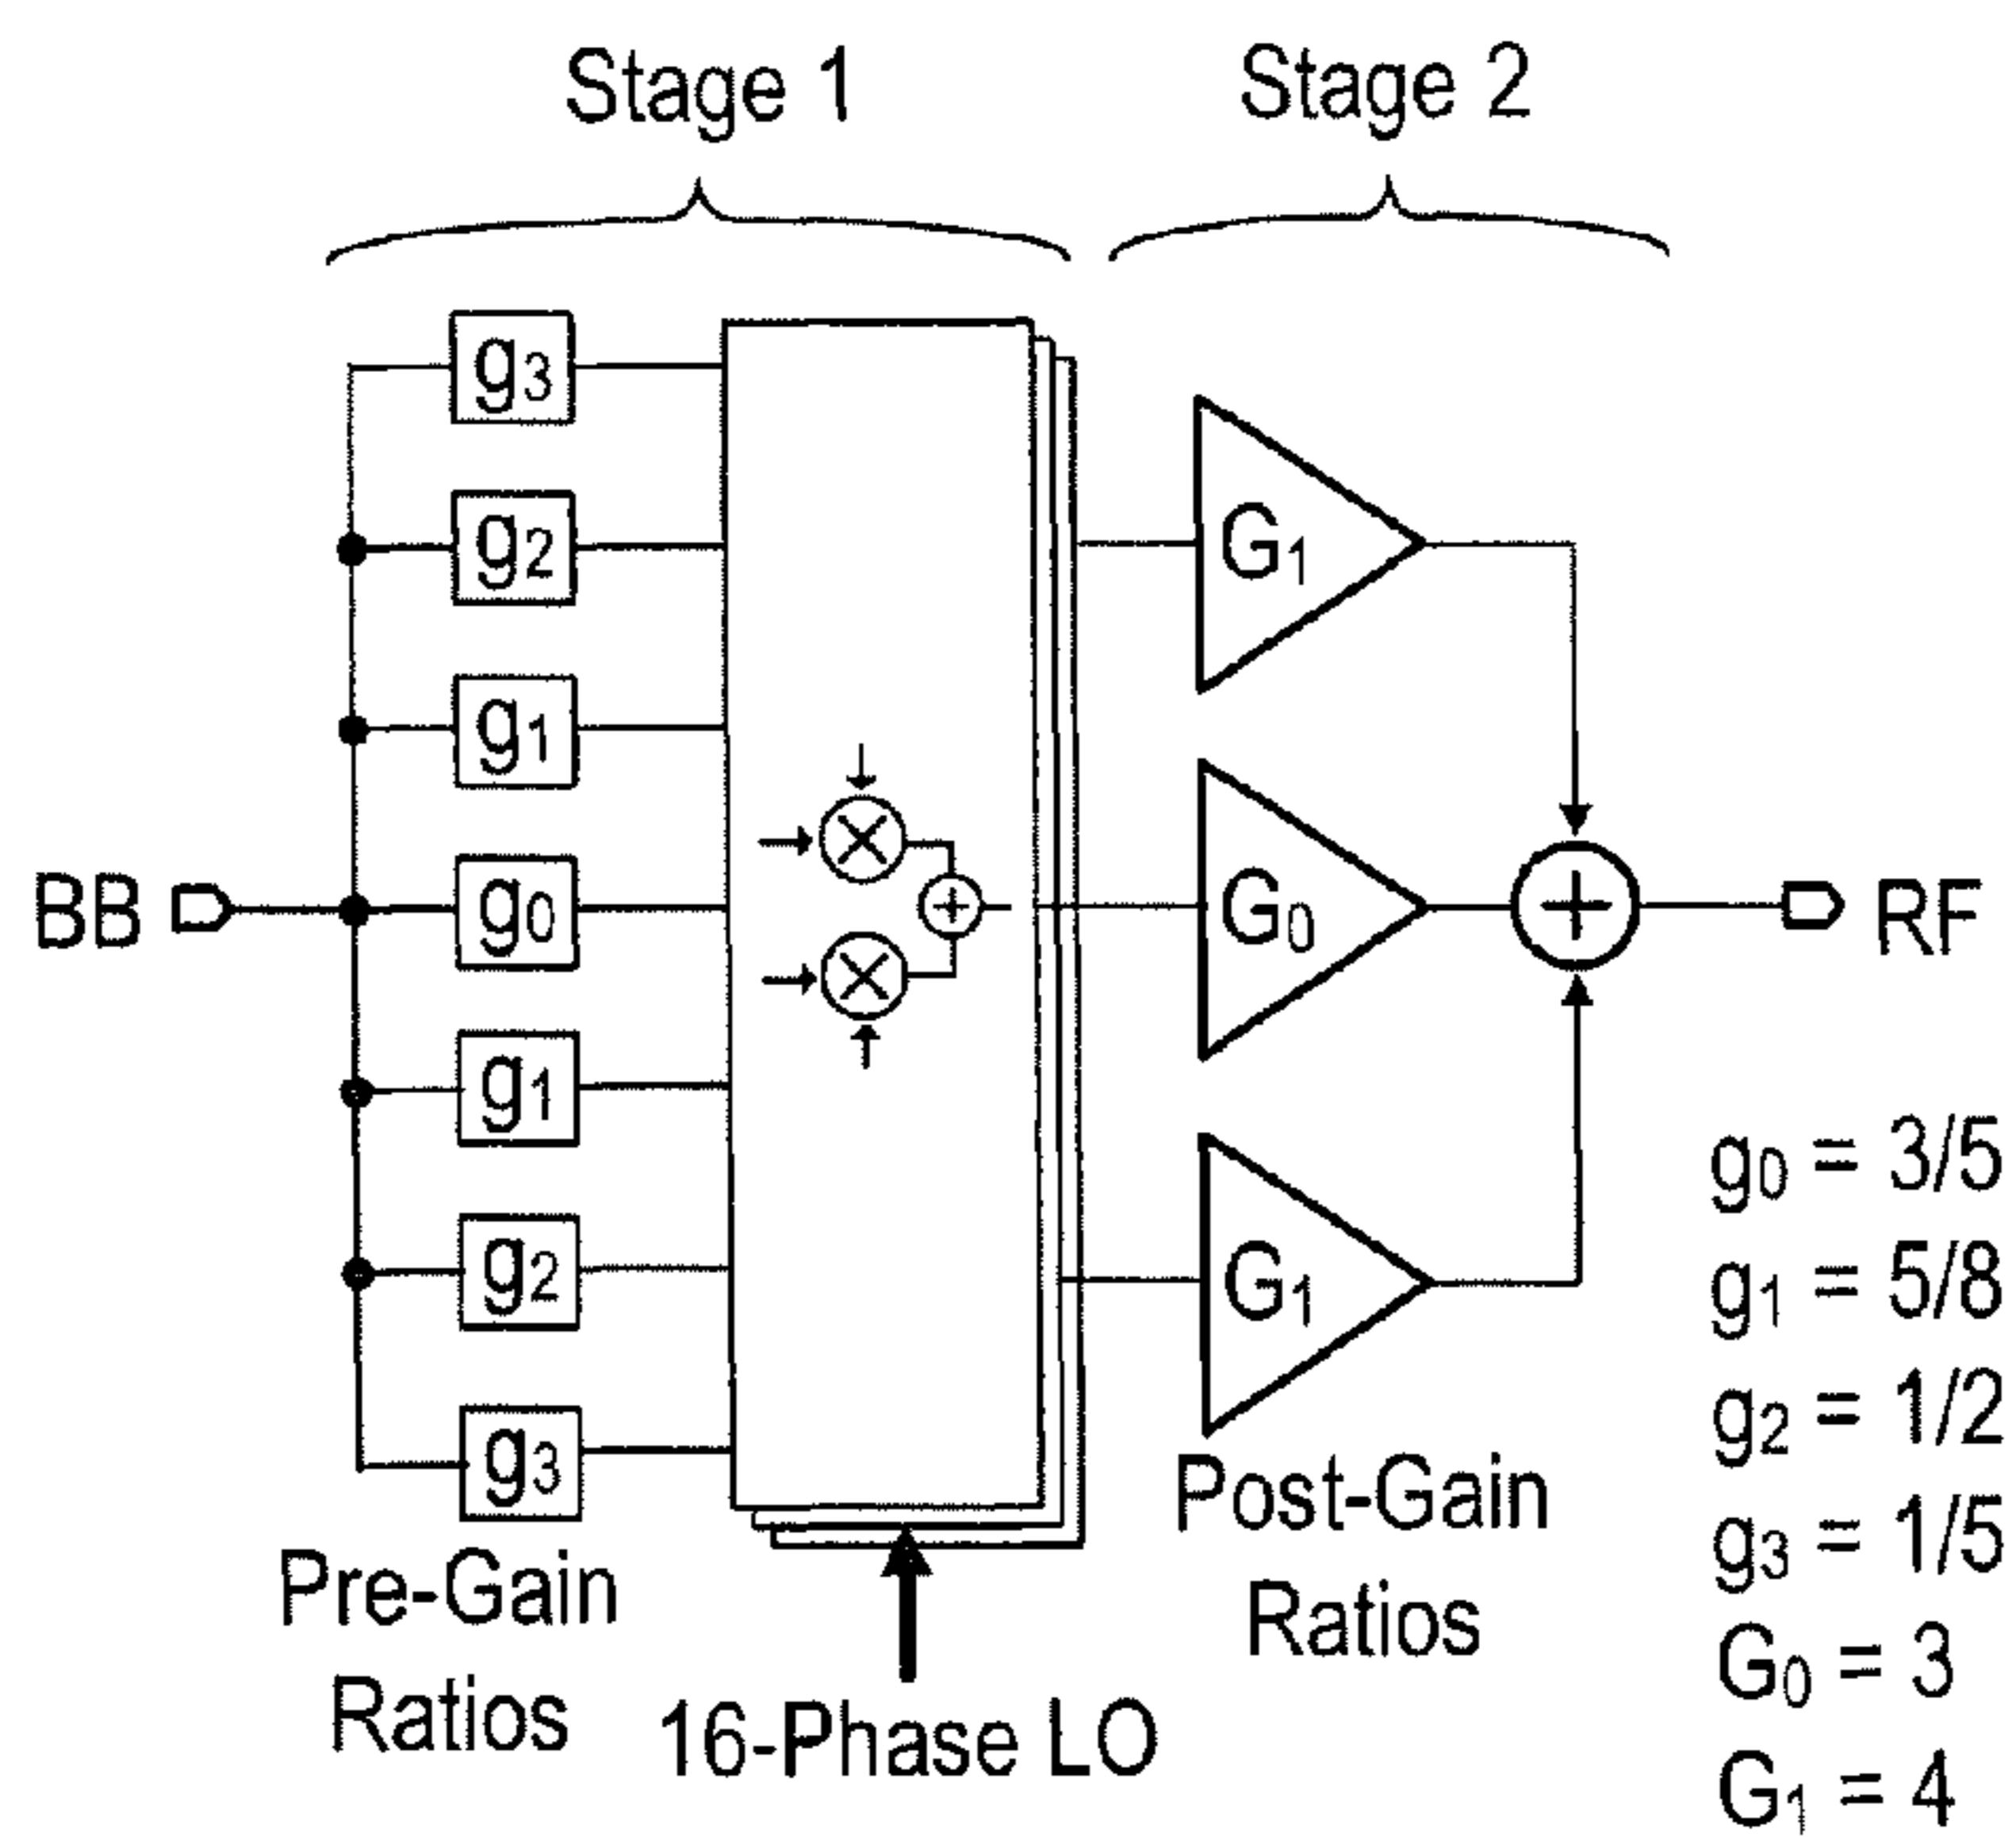 Stage 1
Stage 2
g3
g2
g1
BB
g0
g1
g2
g3
G1
G0
G1
RF
Pre-Gain
Ratios
16-Phase LO
Post-Gain
Ratios
g0 = 3/5
g1 = 5/8
g2 = 1/2
g3 = 1/5
G0 = 3
G1 = 4